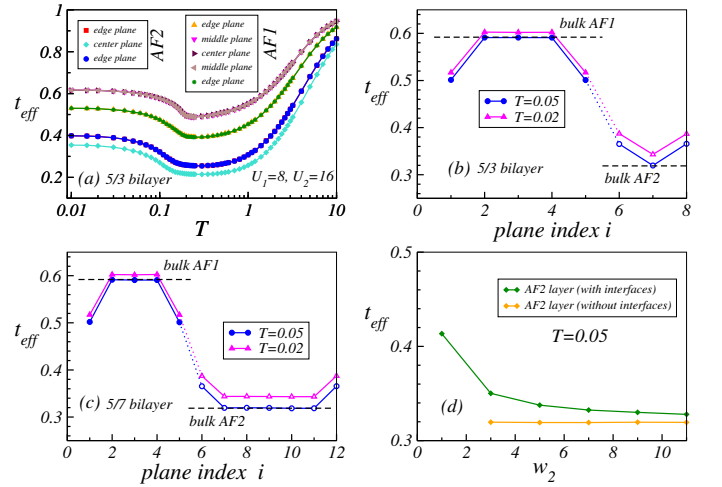 1
0.8
0.6
0.4
0.2
0
t_eff
edge plane
center plane
edge plane
AF2
edge plane
middle plane
center plane
middle plane
edge plane
AF1
(a) 5/3 bilayer
U_1=8, U_2=16
0.01 0.1 1 10
T
0.6
0.5
0.4
0.3
t_eff
bulk AF1
T=0.05
T=0.02
(b) 5/3 bilayer
bulk AF2
0 2 4 6 8
plane index i
0.7
0.6
0.5
0.4
0.3
t_eff
bulk AF1
T=0.05
T=0.02
(c) 5/7 bilayer
bulk AF2
0 2 4 6 8 10 12
plane index i
0.5
0.4
0.3
0.2
t_eff
AF2 layer (with interfaces)
AF2 layer (without interfaces)
T=0.05
(d)
0 2 4 6 8 10
w_2